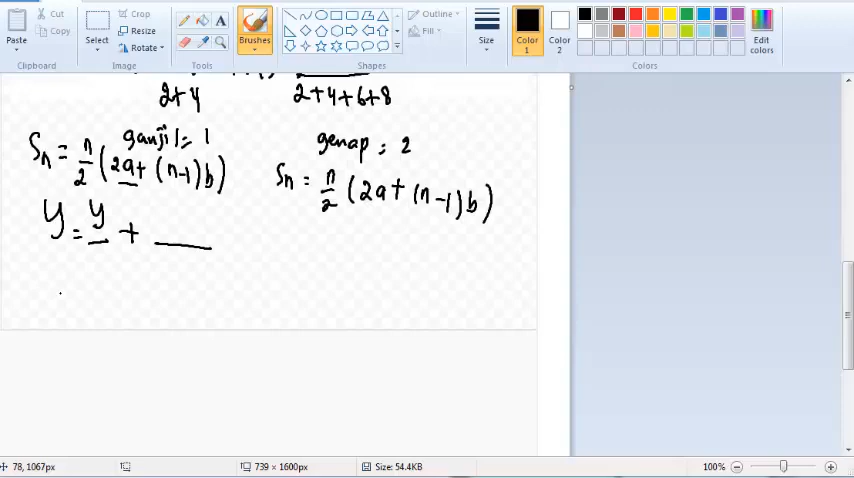 Cut
Copy
Paste
Clipboard
Select
Crop
Resize
Rotate
Image
Tools
Brushes
Shapes
Outline
Fill
Size
Color 1
Color 2
Edit colors
Colors
2+4
2+4+6+8
ganjil = 1
Sn = n/2 (2a + (n-1) b)
genap = 2
Sn = n/2 (2a + (n-1) b)
y = y +
78, 1067px
739 × 1600px
Size: 54.4KB
100%